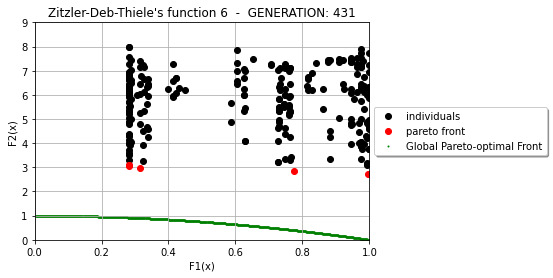 Zitzler-Deb-Thiele's function 6  -  GENERATION: 431
9
8
7
6
5
4
3
2
1
0
F2(x)
0.0 0.2 0.4 0.6 0.8 1.0
F1(x)
individuals
pareto front
Global Pareto-optimal Front